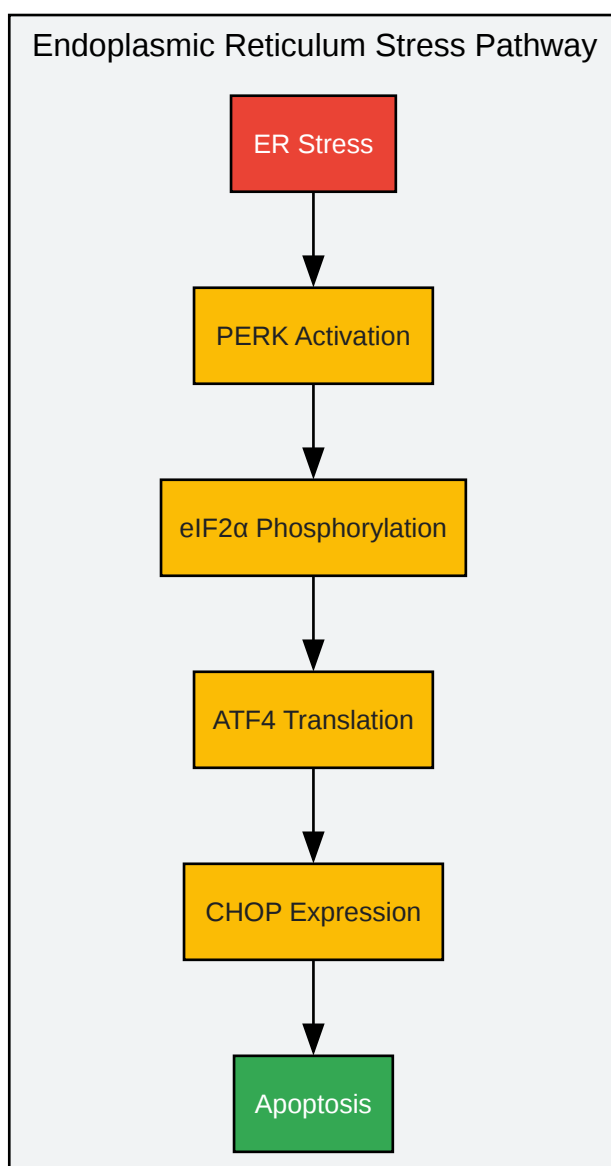 Endoplasmic Reticulum Stress Pathway
ER Stress
PERK Activation
eIF2α Phosphorylation
ATF4 Translation
CHOP Expression
Apoptosis